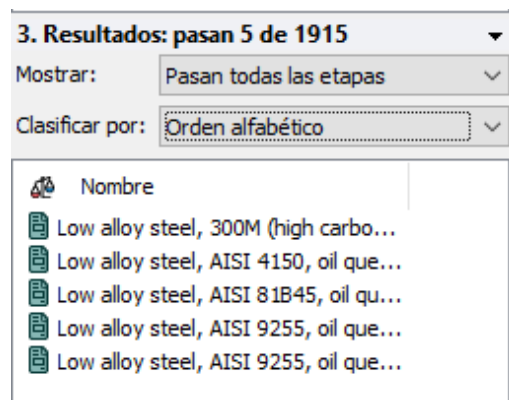 3. Resultados: pasan 5 de 1915
Mostrar: Pasan todas las etapas
Clasificar por: Orden alfabético
Nombre
Low alloy steel, 300M (high carbo...
Low alloy steel, AISI 4150, oil que...
Low alloy steel, AISI 81B45, oil qu...
Low alloy steel, AISI 9255, oil que...
Low alloy steel, AISI 9255, oil que...